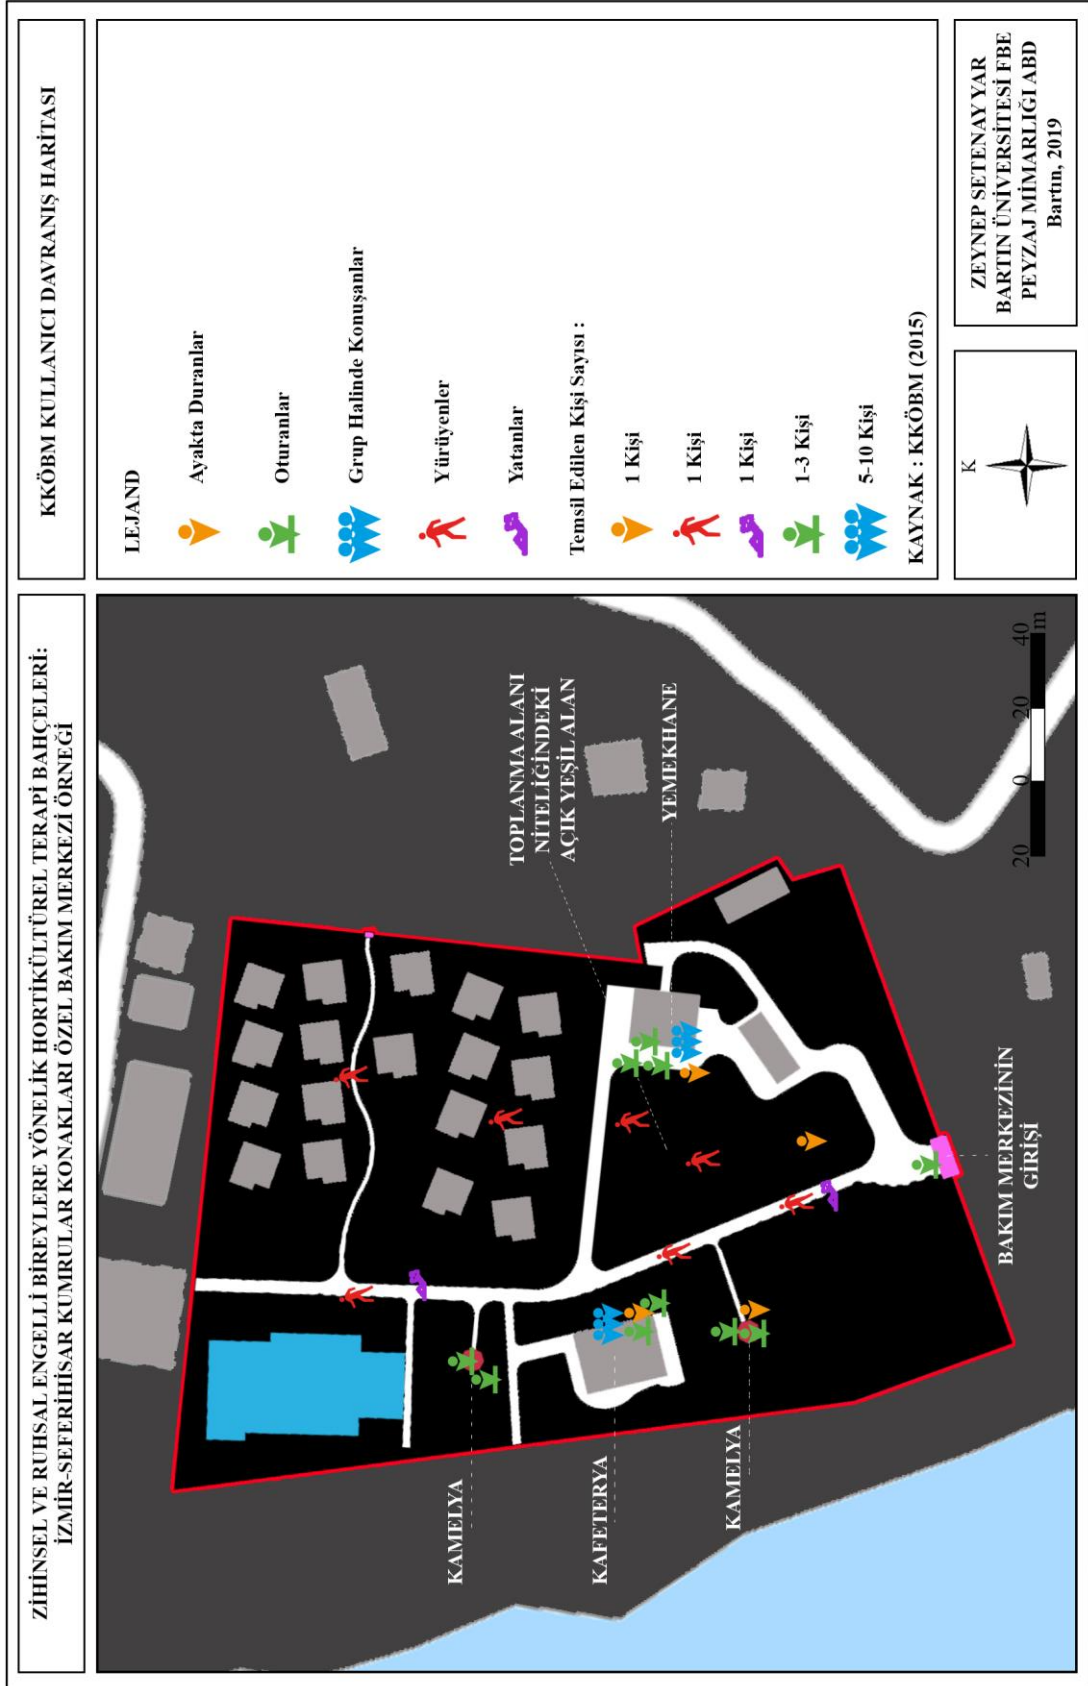 ZİHİNSEL VE RUHSAL ENGELLİ BİREYLERE YÖNELİK HORTİKÜLTÜREL TERAPİ BAHÇELERİ:
İZMİR-SEFERİHİSAR KUMRULAR KONAKLARI ÖZEL BAKIM MERKEZİ ÖRNEĞİ
KKÖBM KULLANICI DAVRANIŞ HARİTASI
KAMELYA
KAFETERYA
KAMELYA
TOPLANMA ALANI
NİTELİĞİNDEKİ
AÇIK YEŞİL ALAN
YEMEKHANE
BAKIM MERKEZİNİN
GİRİŞİ
20 0 20 40
m
LEJAND
Ayakta Duranlar
Oturanlar
Grup Halinde Konuşanlar
Yürüyenler
Yatanlar
Temsil Edilen Kişi Sayısı :
1 Kişi
1 Kişi
1 Kişi
1-3 Kişi
5-10 Kişi
KAYNAK : KKÖBM (2015)
K
ZEYNEP SETENAY YAR
BARTIN ÜNİVERSİTESİ FBE
PEYZAJ MİMARLIĞI ABD
Bartın, 2019